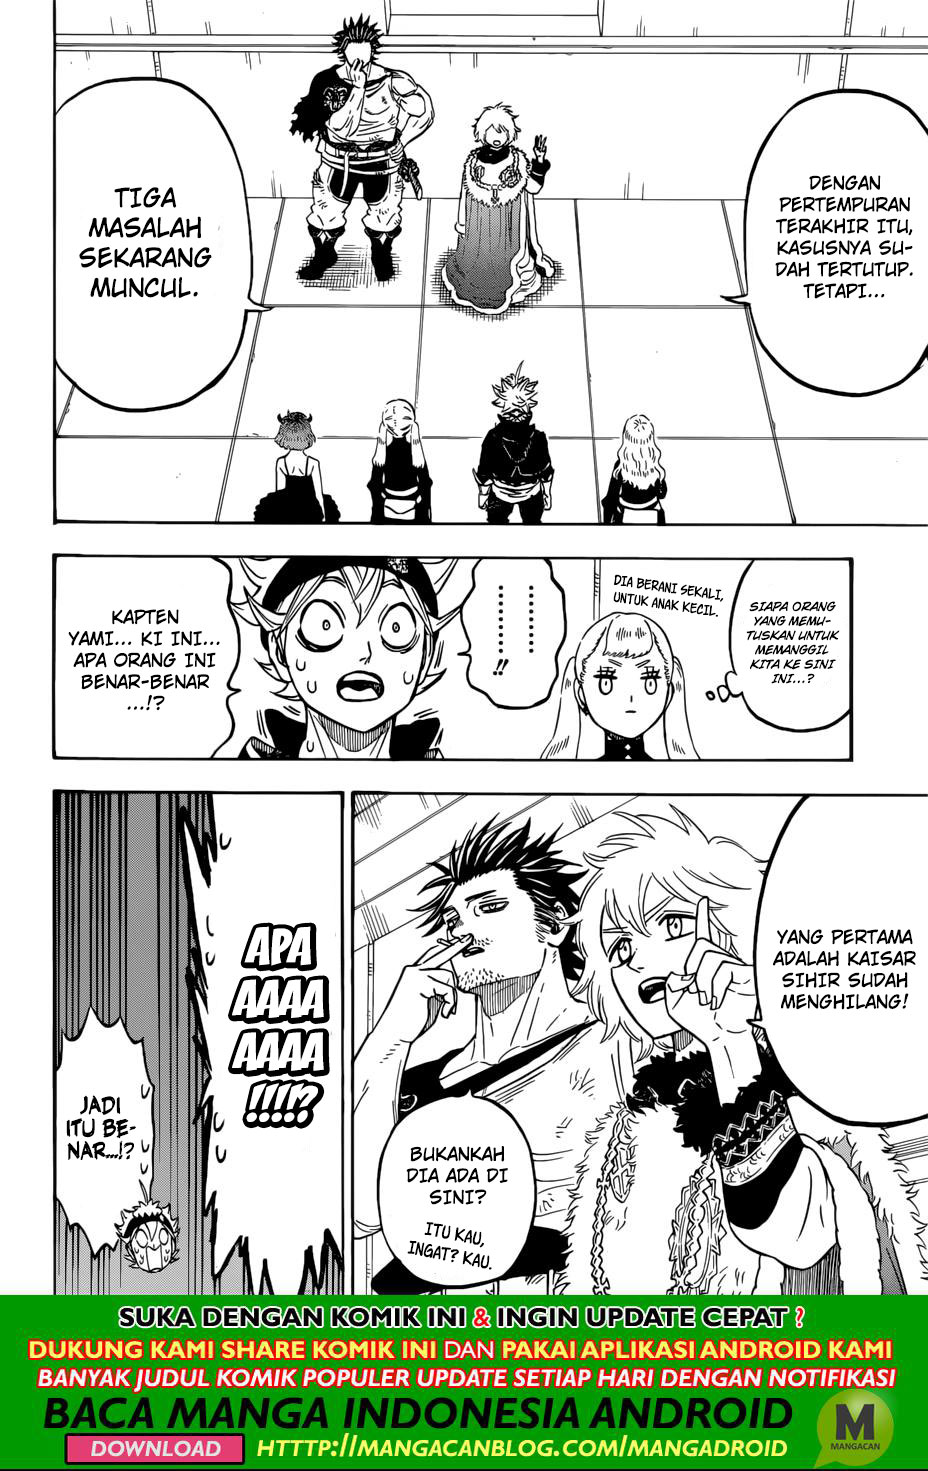 DENGAN
PERTEMPURAN
TERAKHIR ITU,
KASUSNYA SU-
DAH TERTUTUP.
TETAPI...
TIGA
MASALAH
SEKARANG
MUNCUL.
SIAPA ORANG
YANG MEMU-
TUSKAN UNTUK
MEMANGGIL
KITA KE SINI
INI...?
DIA BERANI SEKALI,
UNTUK ANAK KECIL.
............!!
KAPTEN
YAMI... KI INI...
APA ORANG INI
BENAR-BENAR
...!?
YANG PERTAMA
ADALAH KAISAR
SIHIR SUDAH
MENGHILANG!
BUKANKAH
DIA ADA DI
SINI?
ITU KAU,
INGAT? KAU.
APA
AAAA
AAAA
!!!!?
JADI
ITU BE-
NAR...!?
SUKA DENGAN KOMIK INI & INGIN UPDATE CEPAT ?
DUKUNG KAMI SHARE KOMIK INI DAN PAKAI APLIKASI ANDROID KAMI
BANYAK JUDUL KOMIK POPULER UPDATE SETIAP HARI DENGAN NOTIFIKASI
BACA MANGA INDONESIA ANDROID
DOWNLOAD HTTTP://MANGACANBLOG.COM/MANGADROID
M
MANGACAN